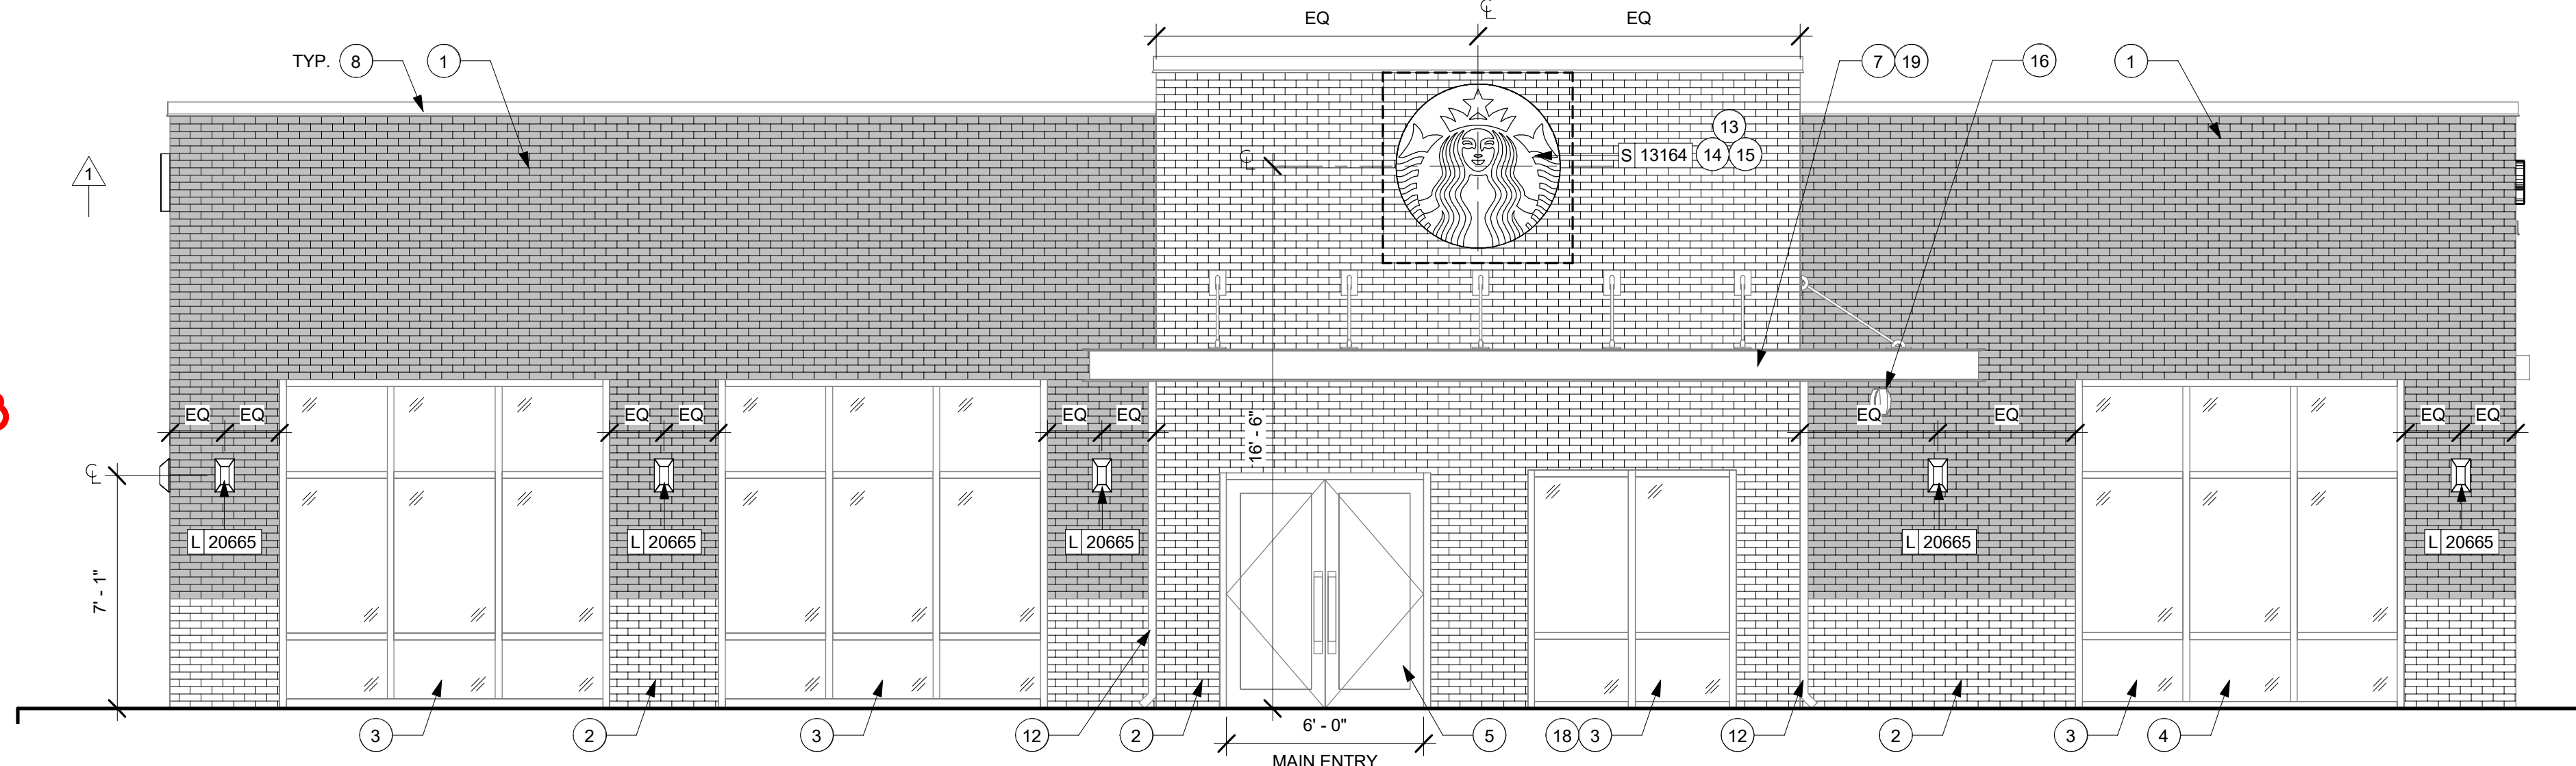 EQ ℄ EQ
TYP. 8 1 7 19 16 1
13
S 13164 14 15
℄
1
16' - 6"
EQ EQ EQ EQ EQ EQ EQ EQ EQ EQ
℄
L 20665 L 20665 L 20665 L 20665 L 20665
7' - 1"
3 2 3 12 2 6' - 0" 5 18 3 12 2 3 4
MAIN ENTRY